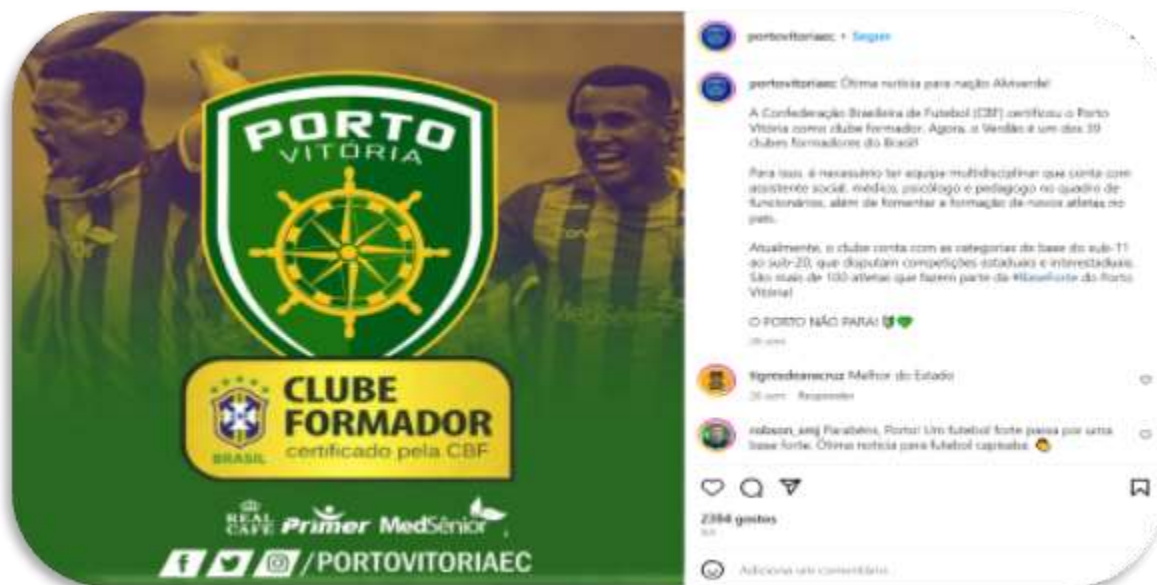 PORTO
VITÓRIA
CLUBE
FORMADOR
certificado pela CBF
BRASIL
REAL
CAFÉ
Primer
MedSênior
/PORTOVITORIAEC
portovitoriaec • Seguir
portovitoriaec Ótima notícia para nação Alviverde!
A Confederação Brasileira de Futebol (CBF) certificou o Porto
Vitória como clube formador. Agora, o Verdão é um dos 39
clubes formadores do Brasil!
Para isso, é necessário ter equipe multidisciplinar que conta com
assistente social, médico, psicólogo e pedagogo no quadro de
funcionários, além de fomentar a formação de novos atletas no
país.
Atualmente, o clube conta com as categorias de base do sub-11
ao sub-20, que disputam competições estaduais e interestaduais.
São mais de 100 atletas que fazem parte da #BaseForte do Porto
Vitória!
O PORTO NÃO PARA!
tigresdearacruz Melhor do Estado
Responder
Parabéns, Porto! Um futebol forte passa por uma
base forte. Ótima notícia para futebol capixaba.
2384 gostos
Adiciona um comentário